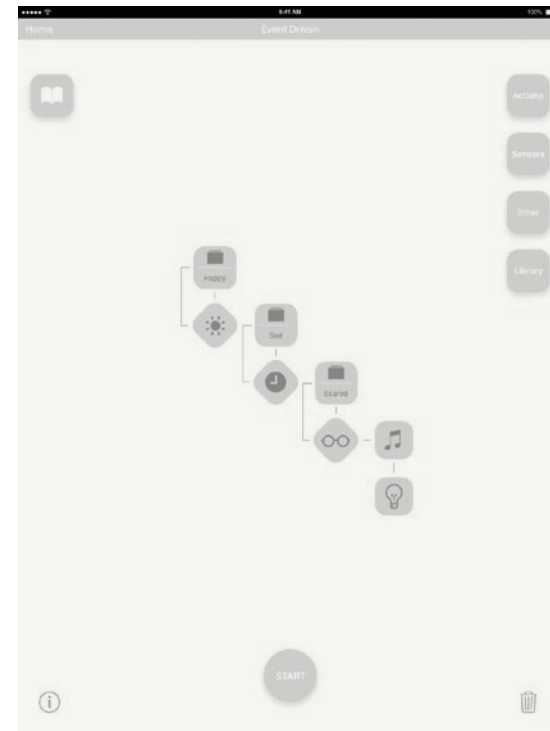 9:41 AM
100%
Home
Event Driven
Actions
Sensors
Other
Library
Happy
Sad
Scared
START